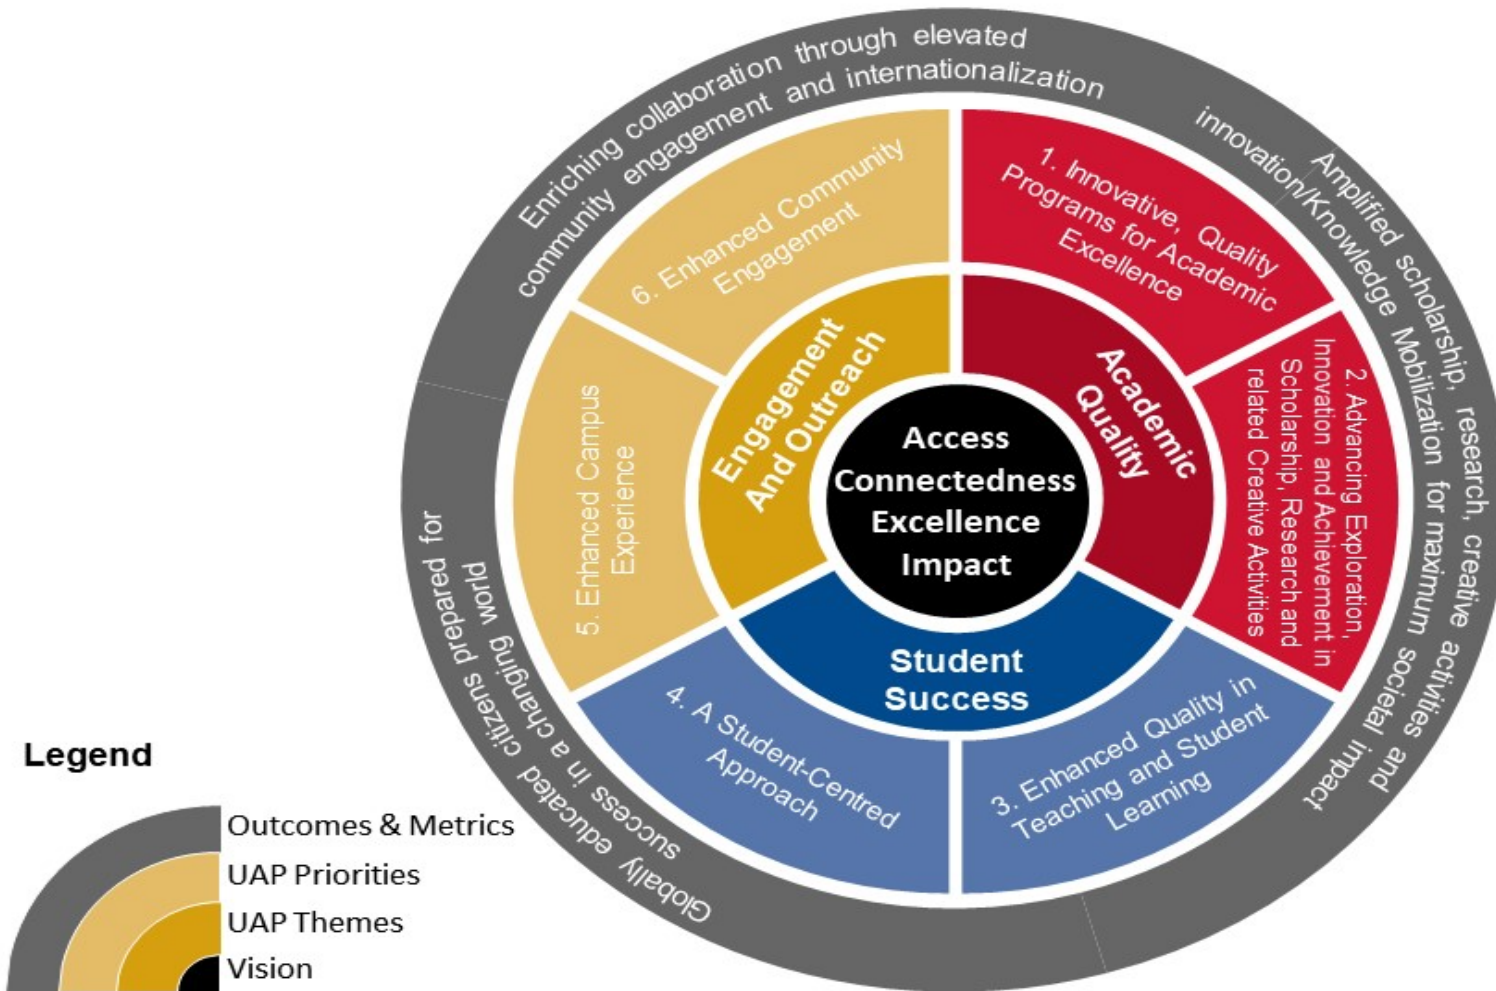 Enriching collaboration through elevated
community engagement and internationalization
Amplified scholarship, research, creative activities and
innovation/Knowledge Mobilization for maximum societal impact
Globally educated citizens prepared for
success in a changing world
1. Innovative, Quality
Programs for Academic
Excellence
2. Advancing Exploration,
Innovation and Achievement in
Scholarship, Research and
related Creative Activities
3. Enhanced Quality in
Teaching and Student
Learning
4. A Student-Centred
Approach
5. Enhanced Campus
Experience
6. Enhanced Community
Engagement
Academic
Quality
Student
Success
Engagement
And Outreach
Access
Connectedness
Excellence
Impact
Legend
Outcomes & Metrics
UAP Priorities
UAP Themes
Vision